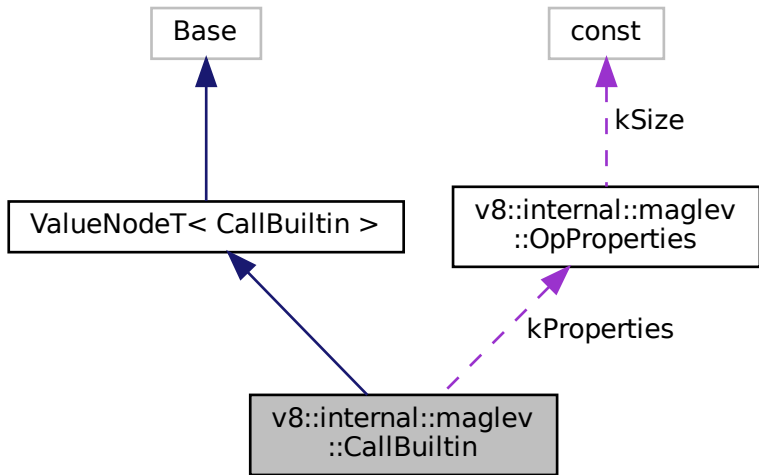 Base
const
kSize
ValueNodeT< CallBuiltin >
v8::internal::maglev
::OpProperties
kProperties
v8::internal::maglev
::CallBuiltin